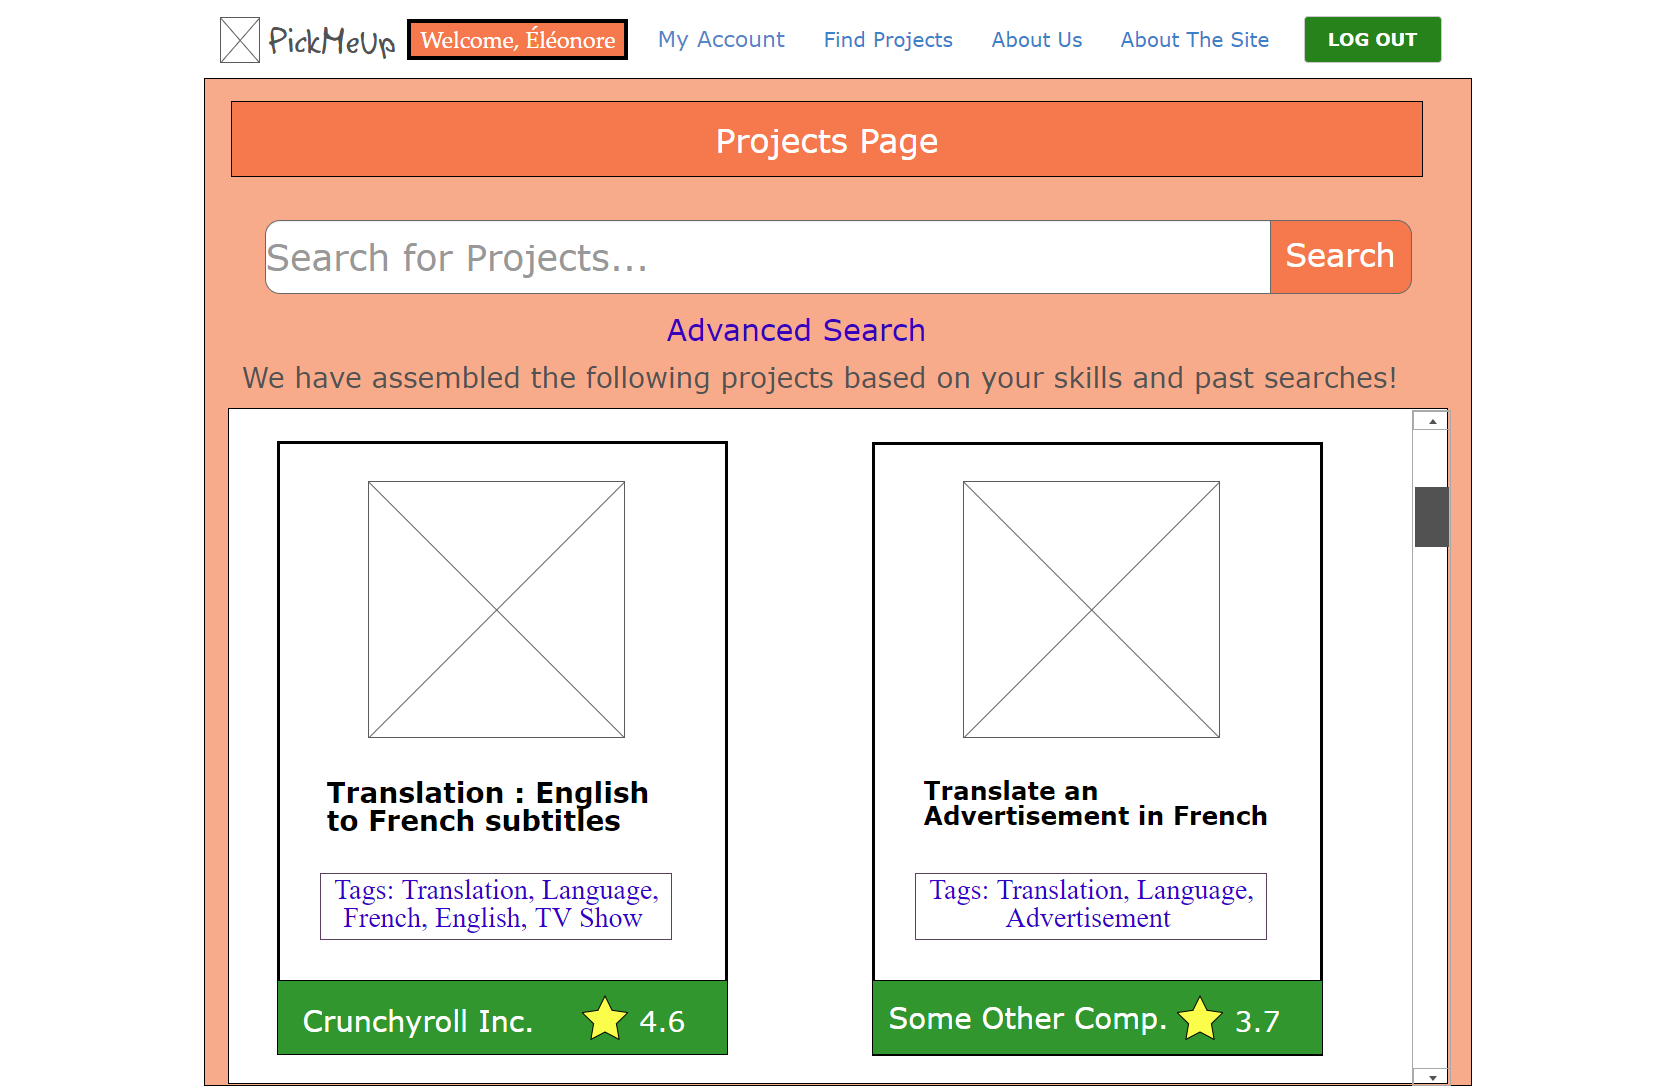 PickMeUp
Welcome, Éléonore
My Account
Find Projects
About Us
About The Site
LOG OUT
Projects Page
Search for Projects...
Search
Advanced Search
We have assembled the following projects based on your skills and past searches!
Translation : English
to French subtitles
Tags: Translation, Language,
French, English, TV Show
Crunchyroll Inc.
4.6
Translate an
Advertisement in French
Tags: Translation, Language,
Advertisement
Some Other Comp.
3.7